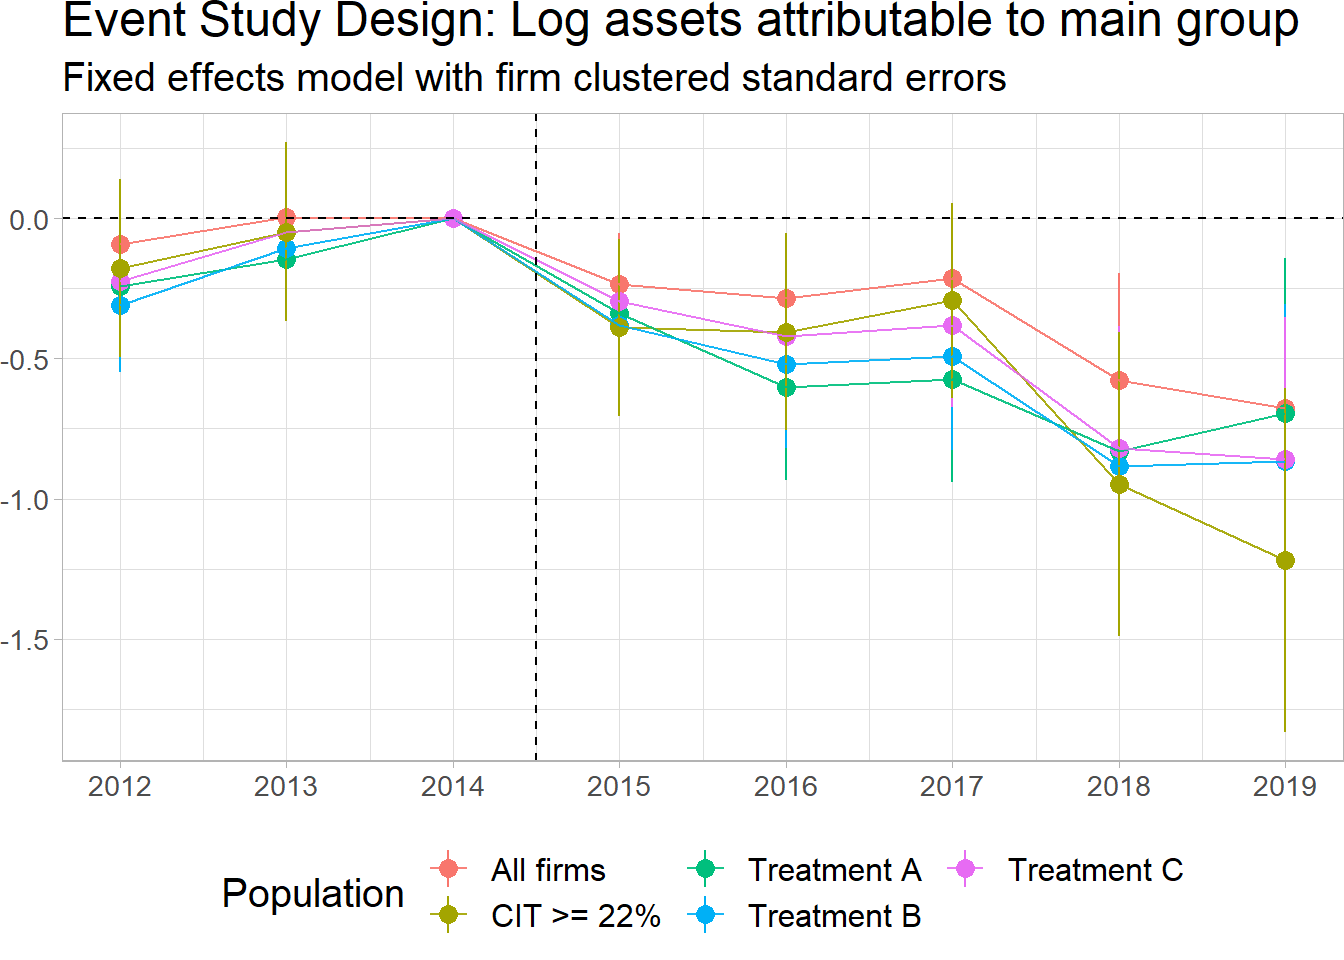 Event Study Design: Log assets attributable to main group
Fixed effects model with firm clustered standard errors
0.0
-0.5
-1.0
-1.5
2012 2013 2014 2015 2016 2017 2018 2019
Population
All firms Treatment A Treatment C
CIT >= 22% Treatment B